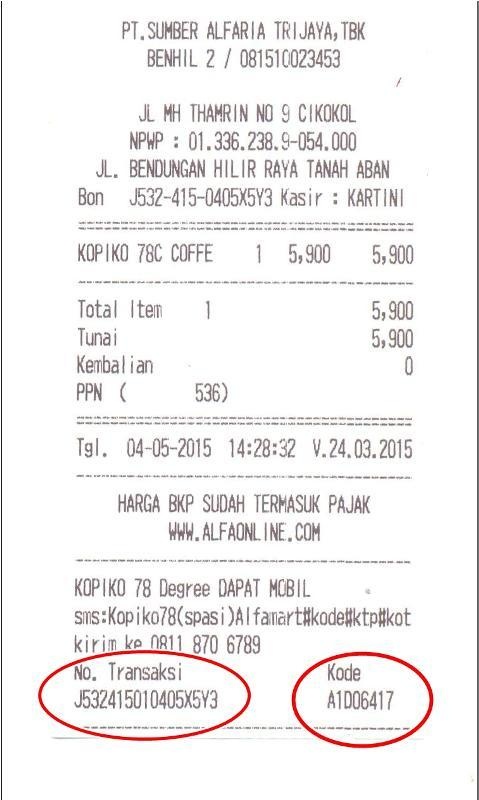 PT.SUMBER ALFARIA TRIJAYA,TBK
BENHIL 2 / 081510023453
JL MH THAMRIN NO 9 CIKOKOL
NPWP : 01.336.238.9-054.000
JL. BENDUNGAN HILIR RAYA TANAH ABAN
Bon J532-415-0405X5Y3 Kasir : KARTINI
KOPIKO 78C COFFE 1 5,900 5,900
Total Item 1 5,900
Tunai 5,900
Kembalian 0
PPN ( 536)
Tgl. 04-05-2015 14:28:32 V.24.03.2015
HARGA BKP SUDAH TERMASUK PAJAK
WWW.ALFAONLINE.COM
KOPIKO 78 Degree DAPAT MOBIL
sms:Kopiko78(spasi)Alfamart#kode#ktp#kot
kirim ke 0811 870 6789
No. Transaksi Kode
J532415010405X5Y3 A1D06417